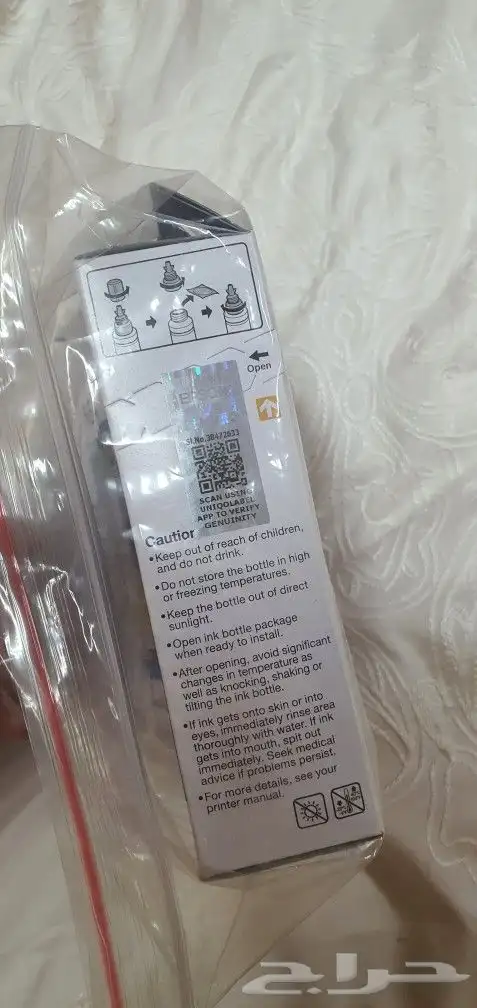 Open
Sl.No.3B472633
SCAN USING
UNIQOLABEL
APP TO VERIFY
GENUINITY
Caution
•Keep out of reach of children,
and do not drink.
•Do not store the bottle in high
or freezing temperatures.
•Keep the bottle out of direct
sunlight.
•Open ink bottle package
when ready to install.
•After opening, avoid significant
changes in temperature as
well as knocking, shaking or
tilting the ink bottle.
•If ink gets onto skin or into
eyes, immediately rinse area
thoroughly with water. If ink
gets into mouth, spit out
immediately. Seek medical
advice if problems persist.
•For more details, see your
printer manual.
حراج